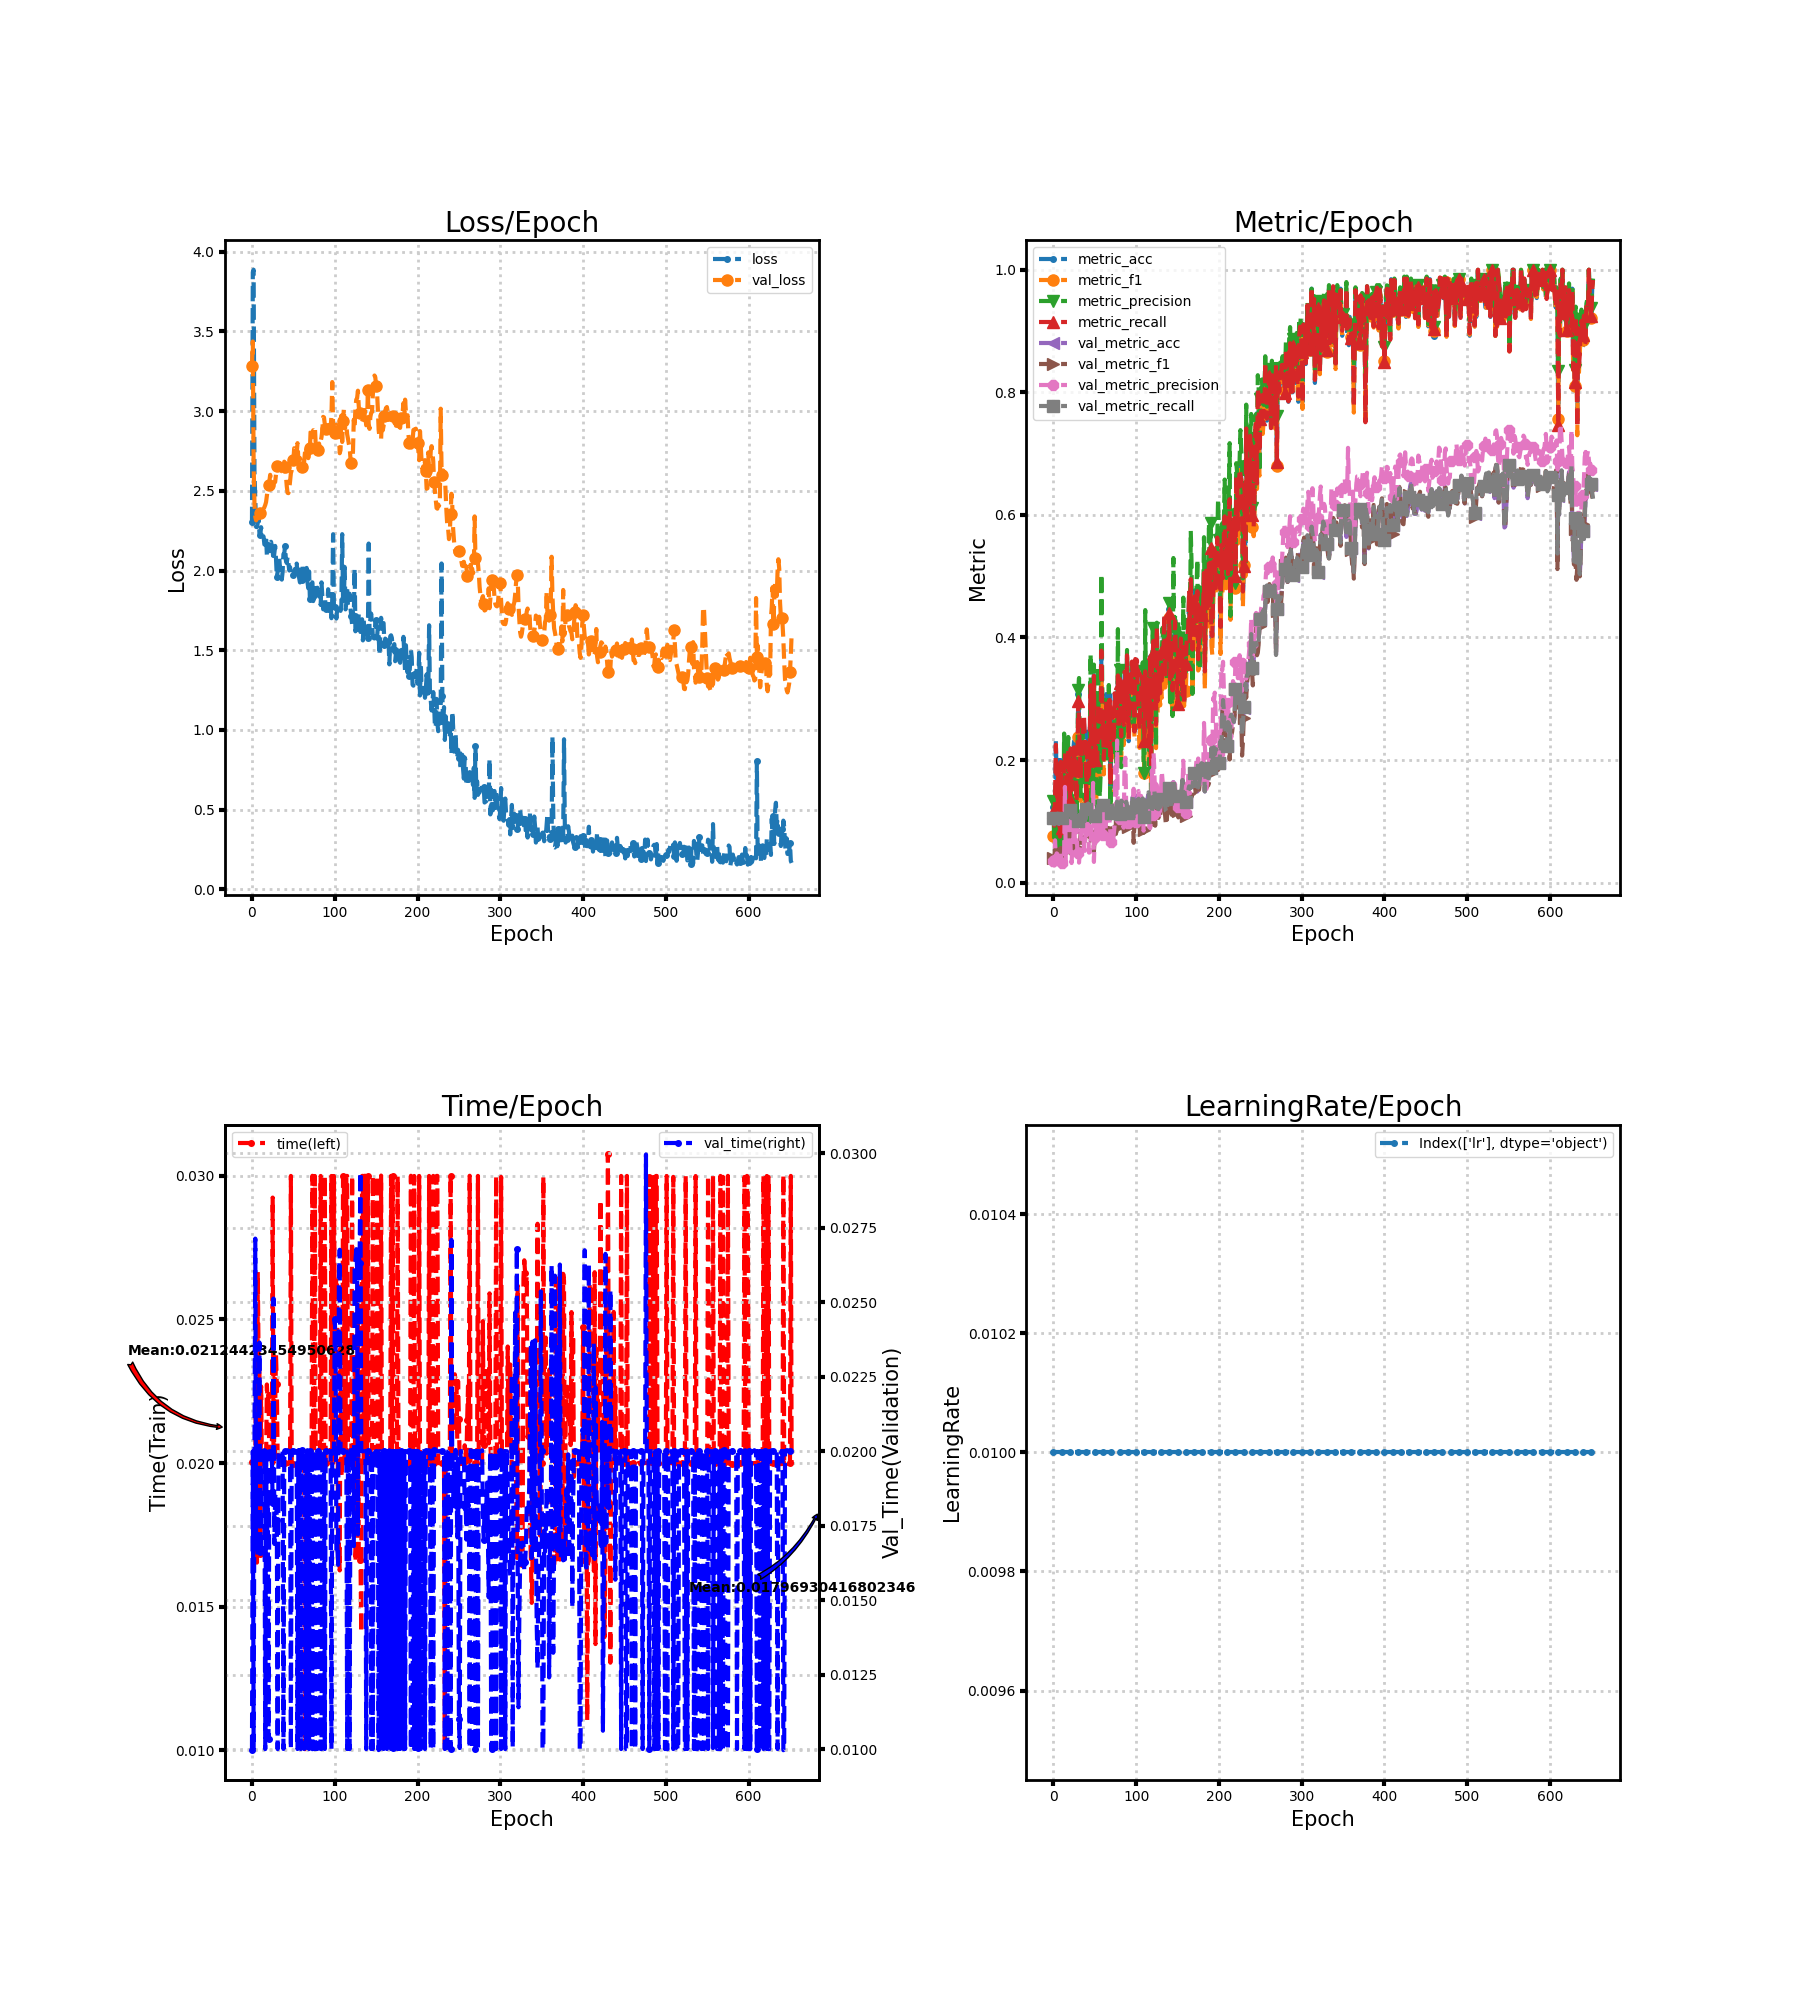 Loss/Epoch
4.0
3.5
3.0
2.5
2.0
1.5
1.0
0.5
0.0
Loss
loss
val_loss
0 100 200 300 400 500 600
Epoch
Metric/Epoch
1.0
0.8
0.6
0.4
0.2
0.0
Metric
metric_acc
metric_f1
metric_precision
metric_recall
val_metric_acc
val_metric_f1
val_metric_precision
val_metric_recall
0 100 200 300 400 500 600
Epoch
Time/Epoch
time(left)
val_time(right)
0.030
0.025
0.020
0.015
0.010
Time(Train)
Mean:0.02124423454950628
0.0300
0.0275
0.0250
0.0225
0.0200
0.0175
0.0150
0.0125
0.0100
Val_Time(Validation)
Mean:0.01796930416802346
0 100 200 300 400 500 600
Epoch
LearningRate/Epoch
Index(['lr'], dtype='object')
0.0104
0.0102
0.0100
0.0098
0.0096
LearningRate
0 100 200 300 400 500 600
Epoch